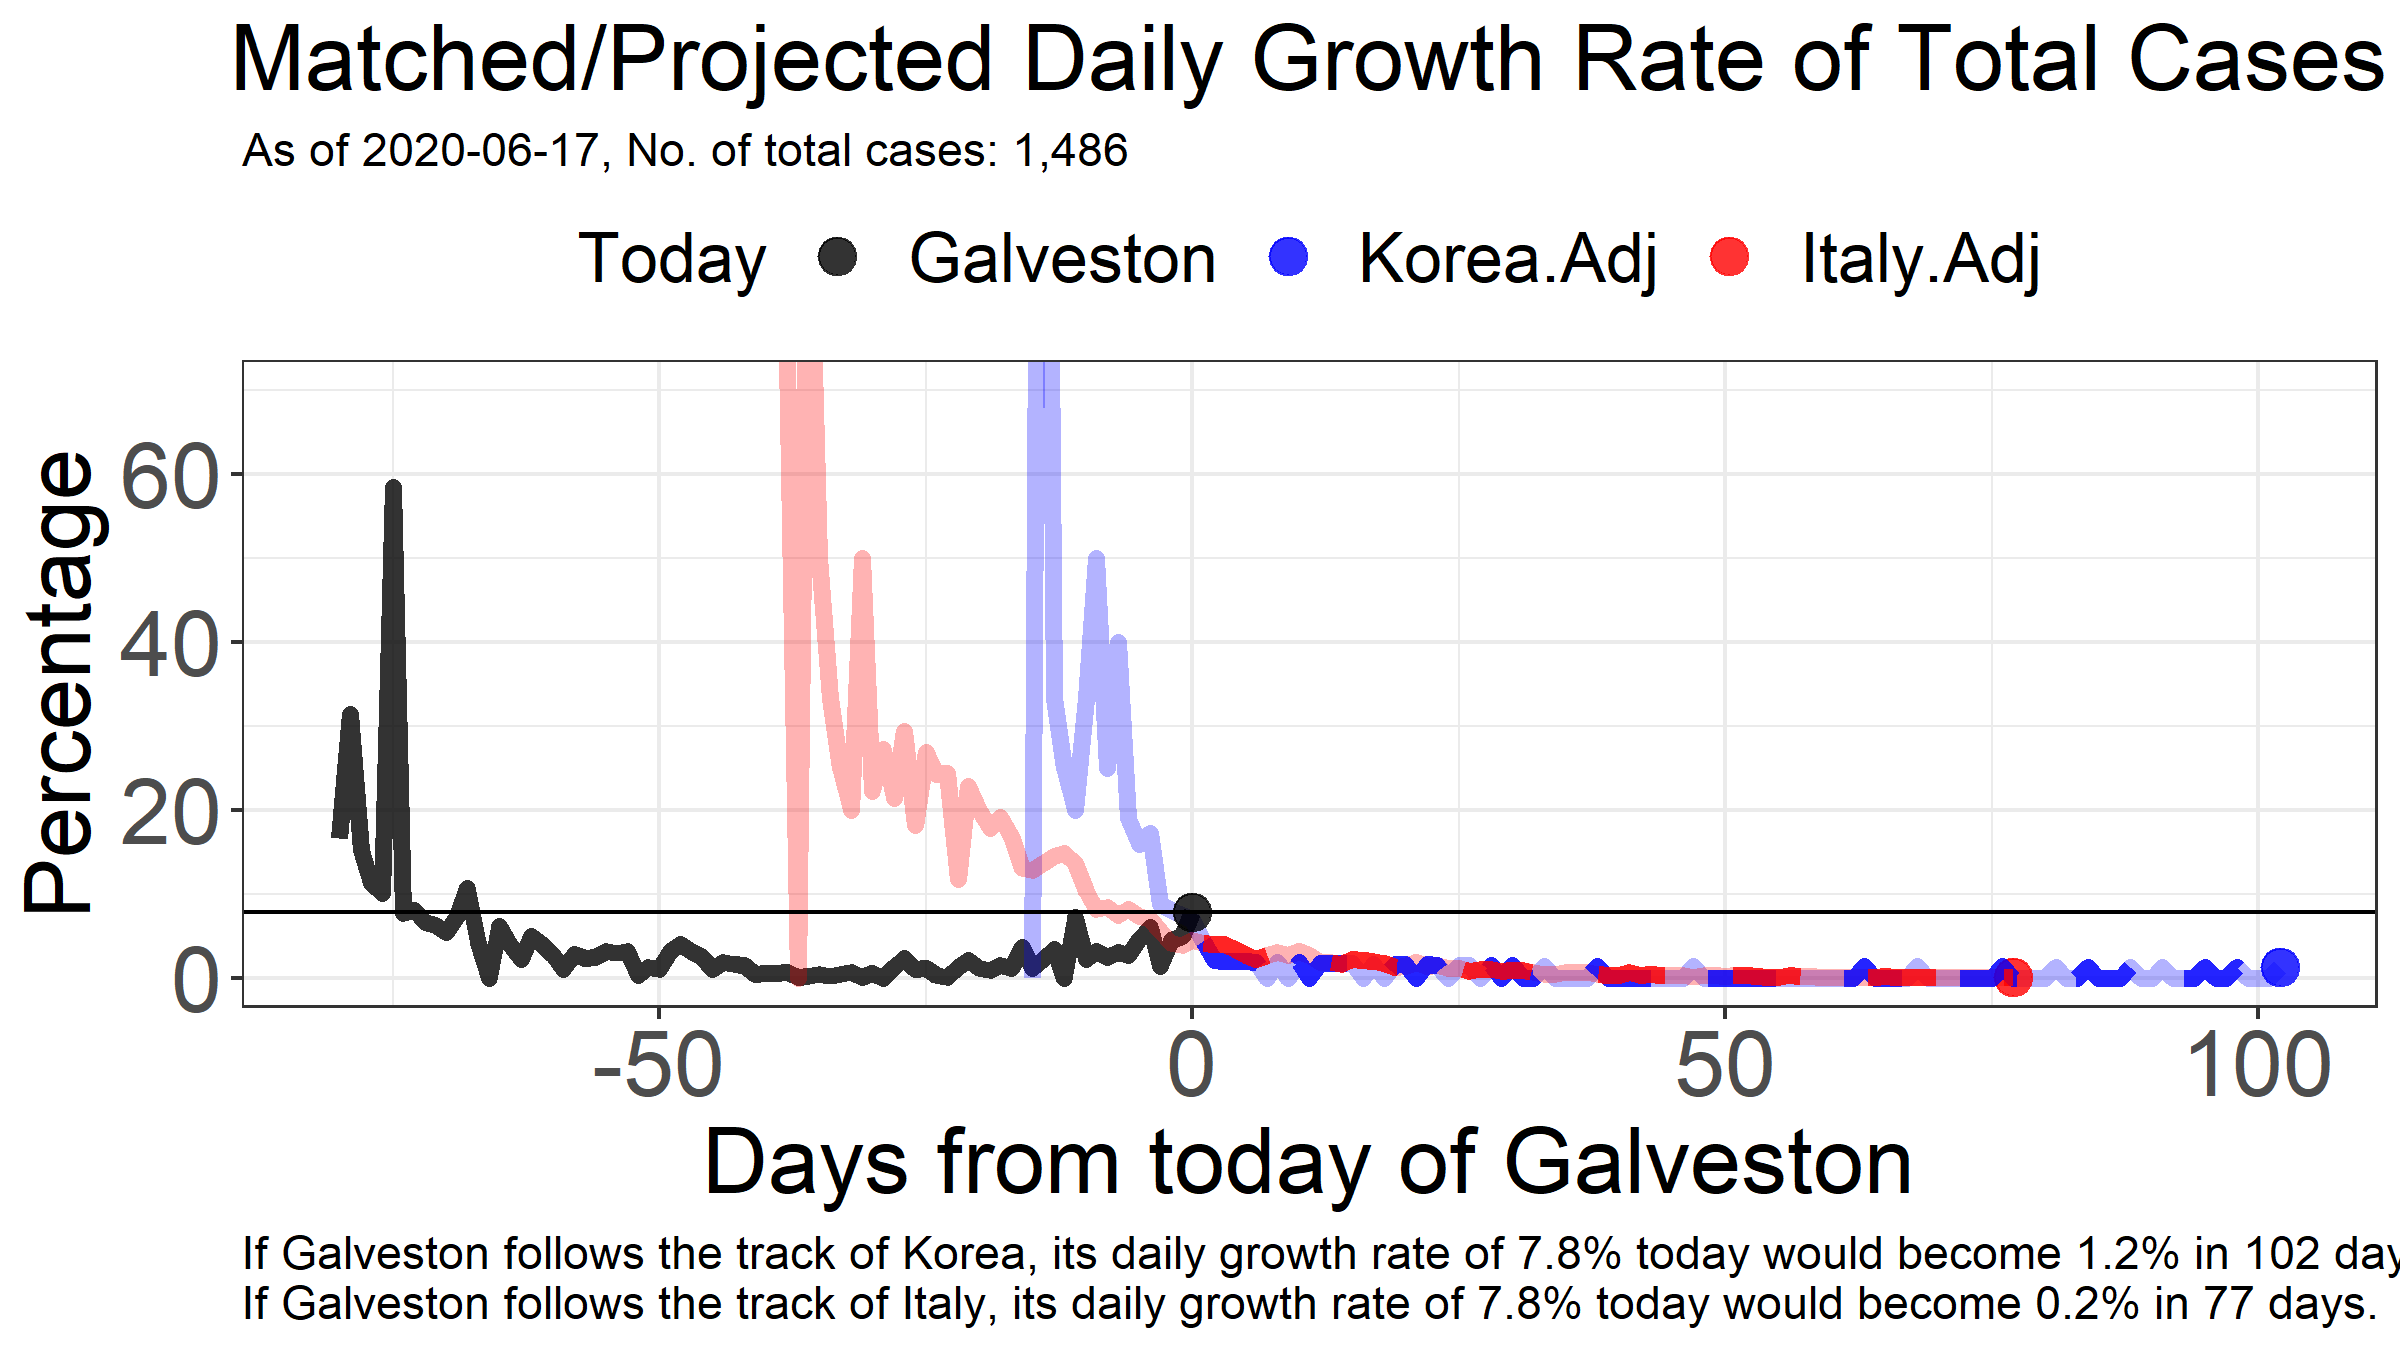 Matched/Projected Daily Growth Rate of Total Cases
As of 2020-06-17, No. of total cases: 1,486
Today Galveston Korea.Adj Italy.Adj
Percentage
60
40
20
0
-50 0 50 100
Days from today of Galveston
If Galveston follows the track of Korea, its daily growth rate of 7.8% today would become 1.2% in 102 day
If Galveston follows the track of Italy, its daily growth rate of 7.8% today would become 0.2% in 77 days.